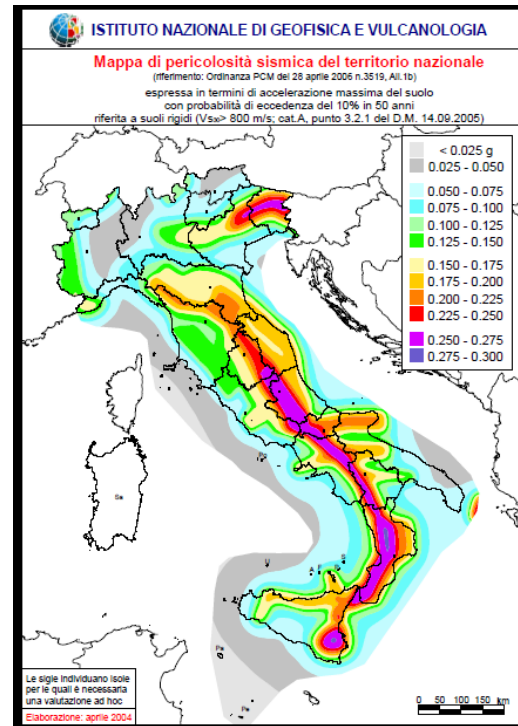 ISTITUTO NAZIONALE DI GEOFISICA E VULCANOLOGIA
Mappa di pericolosità sismica del territorio nazionale
(riferimento: Ordinanza PCM del 28 aprile 2006 n.3519, All.1b)
espressa in termini di accelerazione massima del suolo
con probabilità di eccedenza del 10% in 50 anni
riferita a suoli rigidi (Vs30> 800 m/s; cat.A, punto 3.2.1 del D.M. 14.09.2005)
< 0.025 g
0.025 - 0.050
0.050 - 0.075
0.075 - 0.100
0.100 - 0.125
0.125 - 0.150
0.150 - 0.175
0.175 - 0.200
0.200 - 0.225
0.225 - 0.250
0.250 - 0.275
0.275 - 0.300
Sa
U
Pa
Pe
Le sigle individuano isole
per le quali è necessaria
una valutazione ad hoc
Elaborazione: aprile 2004
0 50 100 150 km